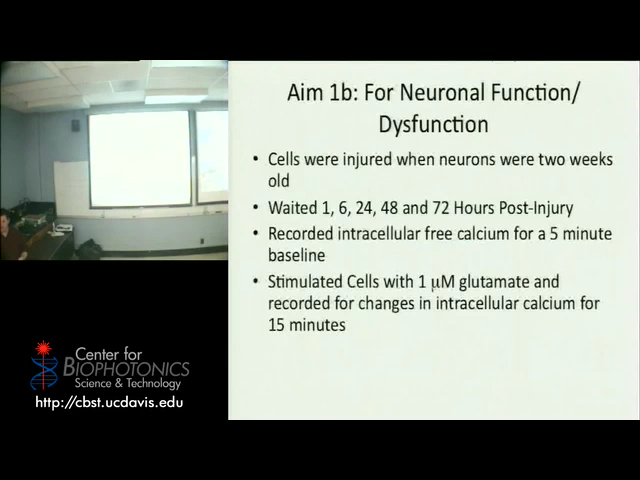 Aim 1b: For Neuronal Function/
Dysfunction
• Cells were injured when neurons were two weeks
old
• Waited 1, 6, 24, 48 and 72 Hours Post-Injury
• Recorded intracellular free calcium for a 5 minute
baseline
• Stimulated Cells with 1 μM glutamate and
recorded for changes in intracellular calcium for
15 minutes
Center for
BIOPHOTONICS
Science & Technology
http://cbst.ucdavis.edu